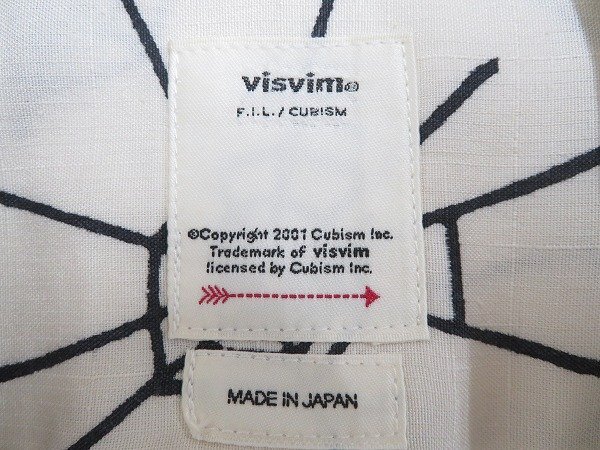 visvim®
F.I.L./ CUBISM
©Copyright 2001 Cubism Inc.
Trademark of visvim
licensed by Cubism Inc.
MADE IN JAPAN